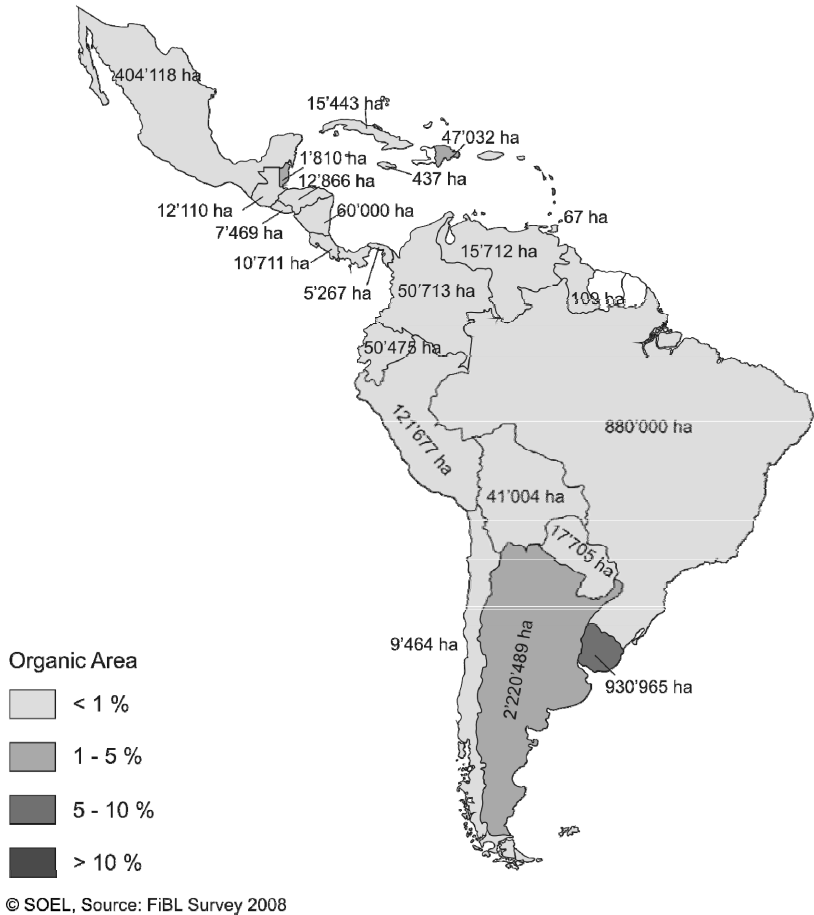 404'118 ha
15'443 ha
47'032 ha
1'810 ha
437 ha
12'866 ha
12'110 ha
60'000 ha
67 ha
7'469 ha
15'712 ha
10'711 ha
5'267 ha
50'713 ha
109 ha
50'475 ha
121'677 ha
880'000 ha
41'004 ha
17'705 ha
9'464 ha
2'220'489 ha
930'965 ha
Organic Area
< 1 %
1 - 5 %
5 - 10 %
> 10 %
© SOEL, Source: FiBL Survey 2008